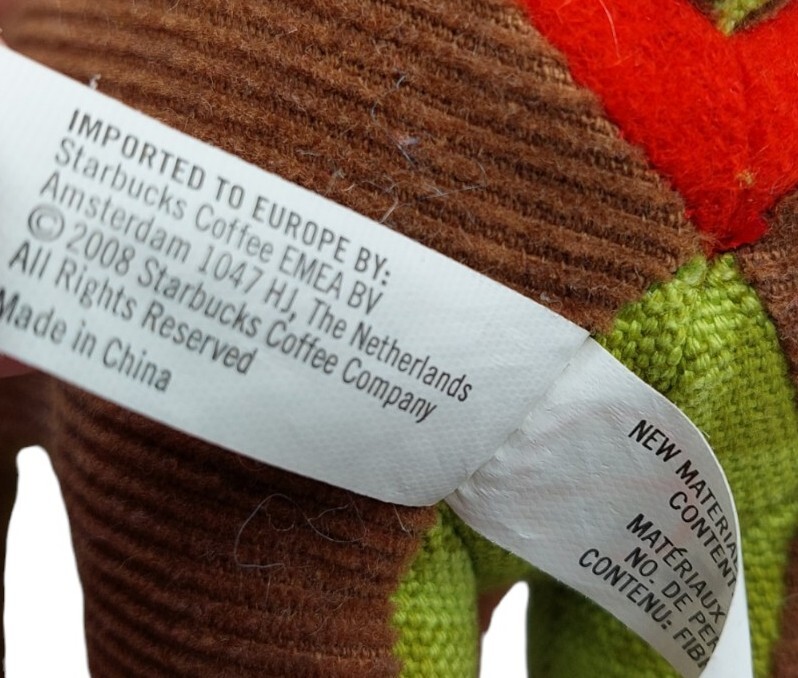 IMPORTED TO EUROPE BY:
Starbucks Coffee EMEA BV
Amsterdam 1047 HJ, The Netherlands
© 2008 Starbucks Coffee Company
All Rights Reserved
Made in China
NEW MATERIAL
CONTENT
MATÉRIAUX
NO. DE
CONTENU: